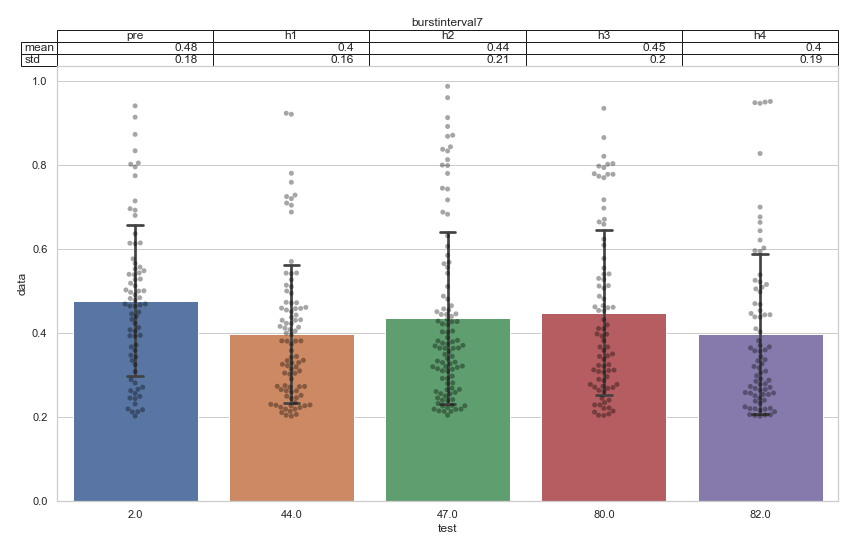 burstinterval7
pre h1 h2 h3 h4
mean 0.48 0.4 0.44 0.45 0.4
std 0.18 0.16 0.21 0.2 0.19
1.0
0.8
0.6
data
0.4
0.2
0.0
2.0 44.0 47.0 80.0 82.0
test